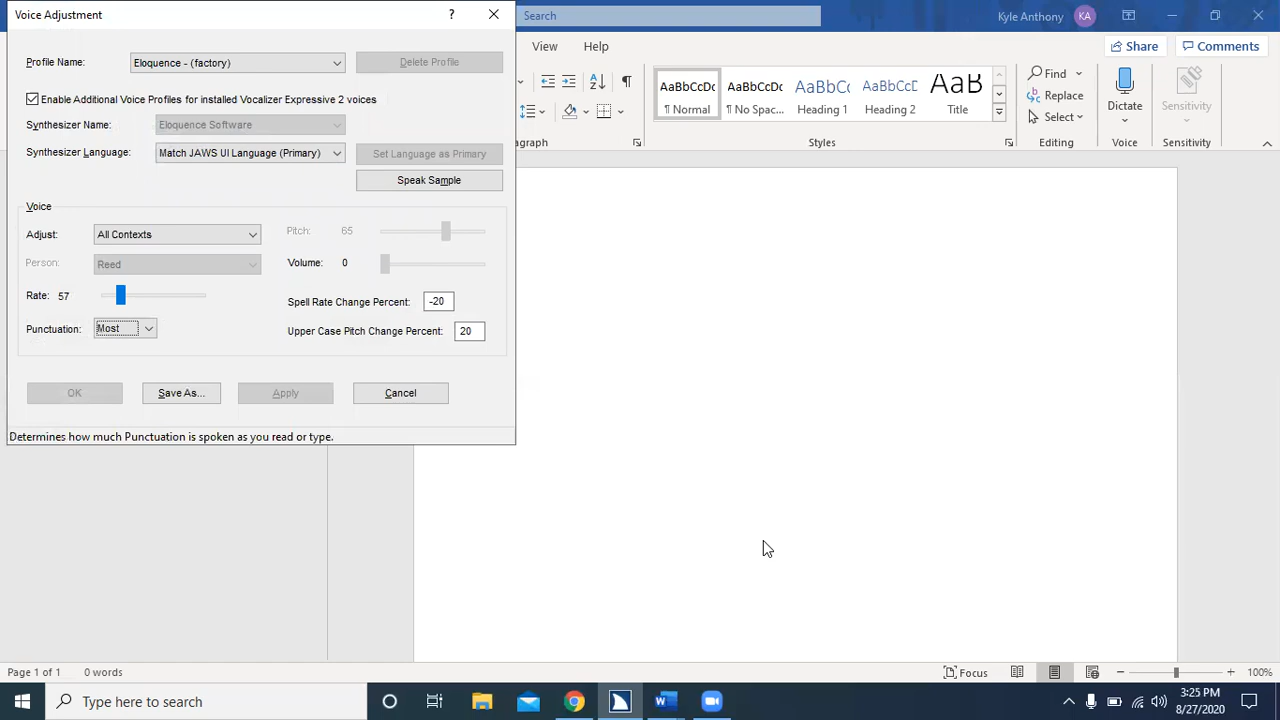 Voice Adjustment
?
Search
Kyle Anthony
KA
View
Help
Share
Comments
Profile Name:
Eloquence - (factory)
Delete Profile
Enable Additional Voice Profiles for installed Vocalizer Expressive 2 voices
Synthesizer Name:
Eloquence Software
Synthesizer Language:
Match JAWS UI Language (Primary)
Set Language as Primary
Speak Sample
Voice
Adjust:
All Contexts
Pitch:
65
Person:
Reed
Volume:
0
Rate:
57
Spell Rate Change Percent:
-20
Punctuation:
Most
Upper Case Pitch Change Percent:
20
OK
Save As...
Apply
Cancel
Determines how much Punctuation is spoken as you read or type.
AaBbCcDc
¶ Normal
AaBbCcDc
¶ No Spac...
AaBbCc
Heading 1
AaBbCcD
Heading 2
AaB
Title
Find
Replace
Select
Dictate
Sensitivity
ragraph
Styles
Editing
Voice
Sensitivity
Page 1 of 1
0 words
Focus
100%
Type here to search
3:25 PM
8/27/2020